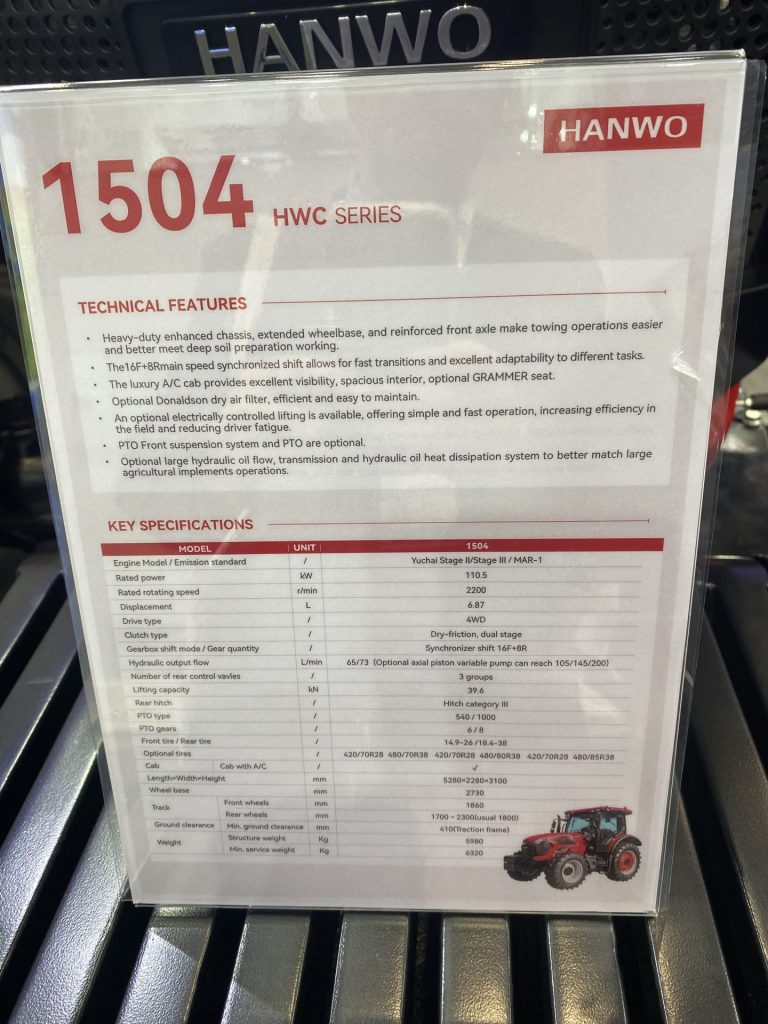 HANWO
HANWO
1504 HWC SERIES
TECHNICAL FEATURES
• Heavy-duty enhanced chassis, extended wheelbase, and reinforced front axle make towing operations easier
and better meet deep soil preparation working.
• The16F+8Rmain speed synchronized shift allows for fast transitions and excellent adaptability to different tasks.
• The luxury A/C cab provides excellent visibility, spacious interior, optional GRAMMER seat.
• Optional Donaldson dry air filter, efficient and easy to maintain.
• An optional electrically controlled lifting is available, offering simple and fast operation, increasing efficiency in
the field and reducing driver fatigue.
• PTO Front suspension system and PTO are optional.
• Optional large hydraulic oil flow, transmission and hydraulic oil heat dissipation system to better match large
agricultural implements operations.
KEY SPECIFICATIONS
MODEL UNIT 1504
Engine Model / Emission standard / Yuchai Stage II/Stage III / MAR-1
Rated power kW 110.5
Rated rotating speed r/min 2200
Displacement L 6.87
Drive type / 4WD
Clutch type / Dry-friction, dual stage
Gearbox shift mode / Gear quantity / Synchronizer shift 16F+8R
Hydraulic output flow L/min 65/73 (Optional axial piston variable pump can reach 105/145/200)
Number of rear control vavles / 3 groups
Lifting capacity kN 39.6
Rear hitch / Hitch category III
PTO type / 540 / 1000
PTO gears / 6 / 8
Front tire / Rear tire / 14.9-26 /18.4-38
Optional tires / 420/70R28 480/70R38 420/70R28 480/80R38 420/70R28 480/85R38
Cab Cab with A/C / √
Length×Width×Height mm 5280×2280×3100
Wheel base mm 2730
Track Front wheels mm 1860
Rear wheels mm 1700 ~ 2300(usual 1800)
Ground clearance Min. ground clearance mm 410(Traction frame)
Weight Structure weight Kg 5980
Min. service weight Kg 6320